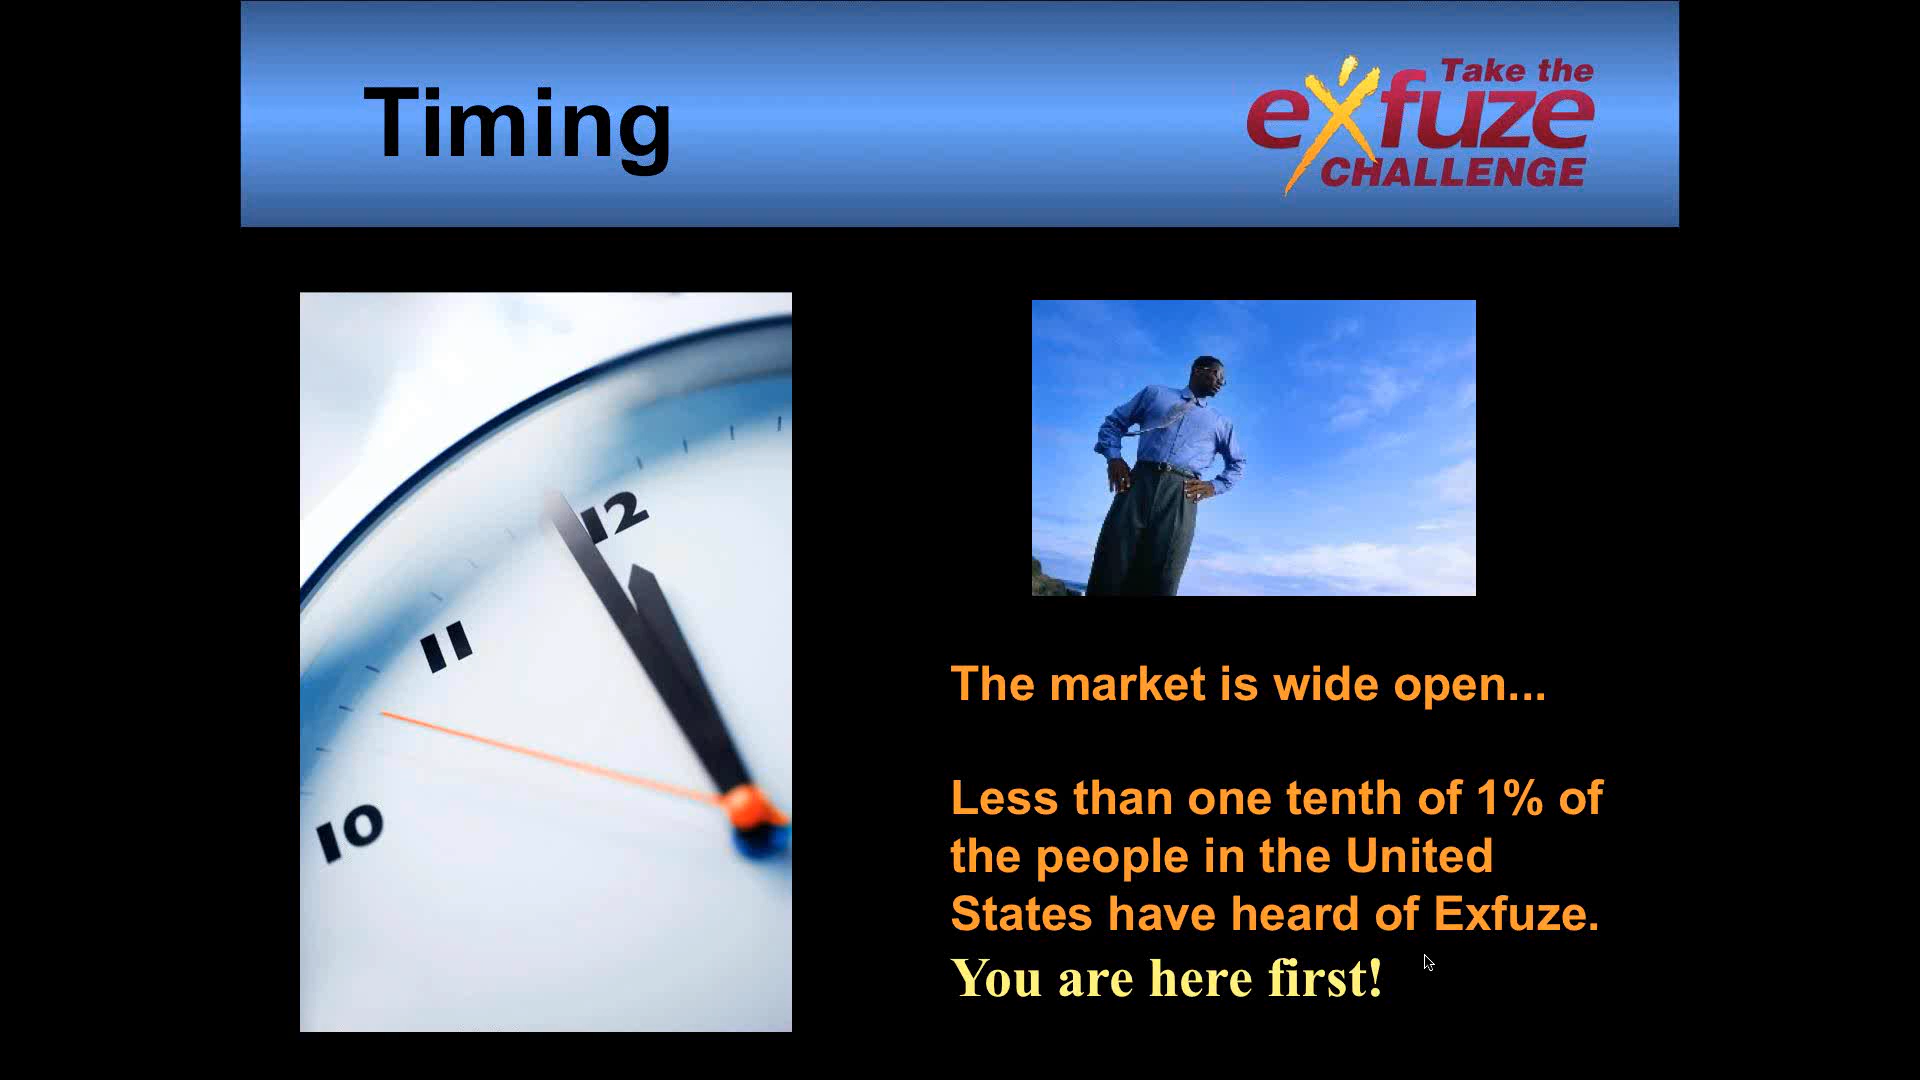 Timing
Take the
exfuze
CHALLENGE
12
11
10
The market is wide open...
Less than one tenth of 1% of
the people in the United
States have heard of Exfuze.
You are here first!